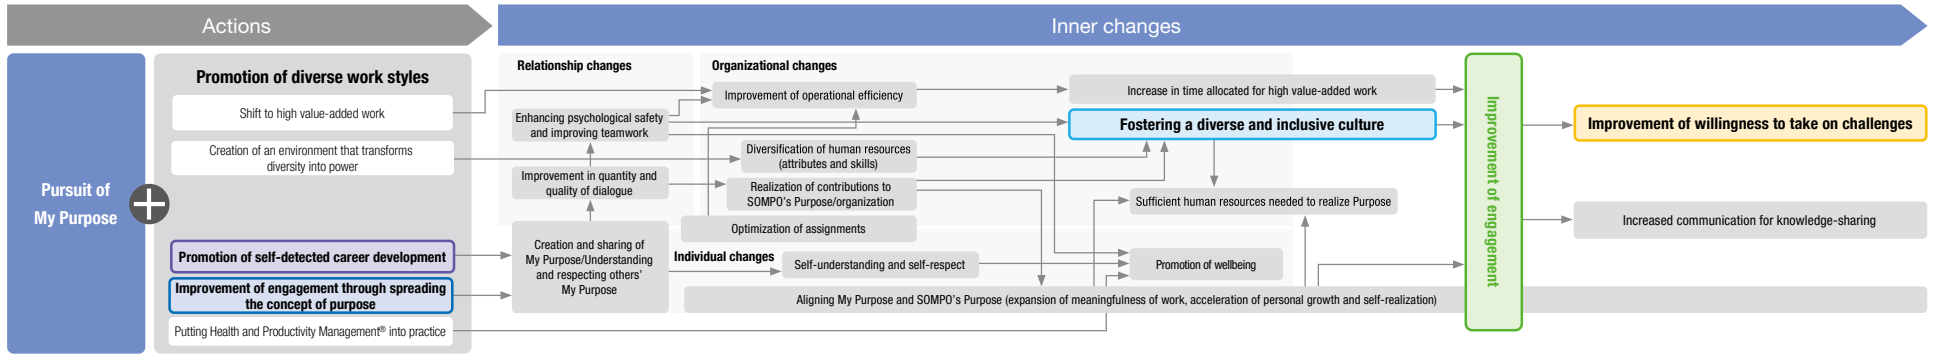 Actions
Inner changes
Pursuit of
My Purpose
Promotion of diverse work styles
Shift to high value-added work
Creation of an environment that transforms
diversity into power
Promotion of self-detected career development
Improvement of engagement through spreading
the concept of purpose
Putting Health and Productivity Management® into practice
Relationship changes
Enhancing psychological safety
and improving teamwork
Improvement in quantity and
quality of dialogue
Creation and sharing of
My Purpose/Understanding
and respecting others'
My Purpose
Organizational changes
Improvement of operational efficiency
Diversification of human resources
(attributes and skills)
Realization of contributions to
SOMPO's Purpose/organization
Optimization of assignments
Individual changes
Self-understanding and self-respect
Aligning My Purpose and SOMPO's Purpose (expansion of meaningfulness of work, acceleration of personal growth and self-realization)
Increase in time allocated for high value-added work
Fostering a diverse and inclusive culture
Sufficient human resources needed to realize Purpose
Promotion of wellbeing
Improvement of engagement
Improvement of willingness to take on challenges
Increased communication for knowledge-sharing